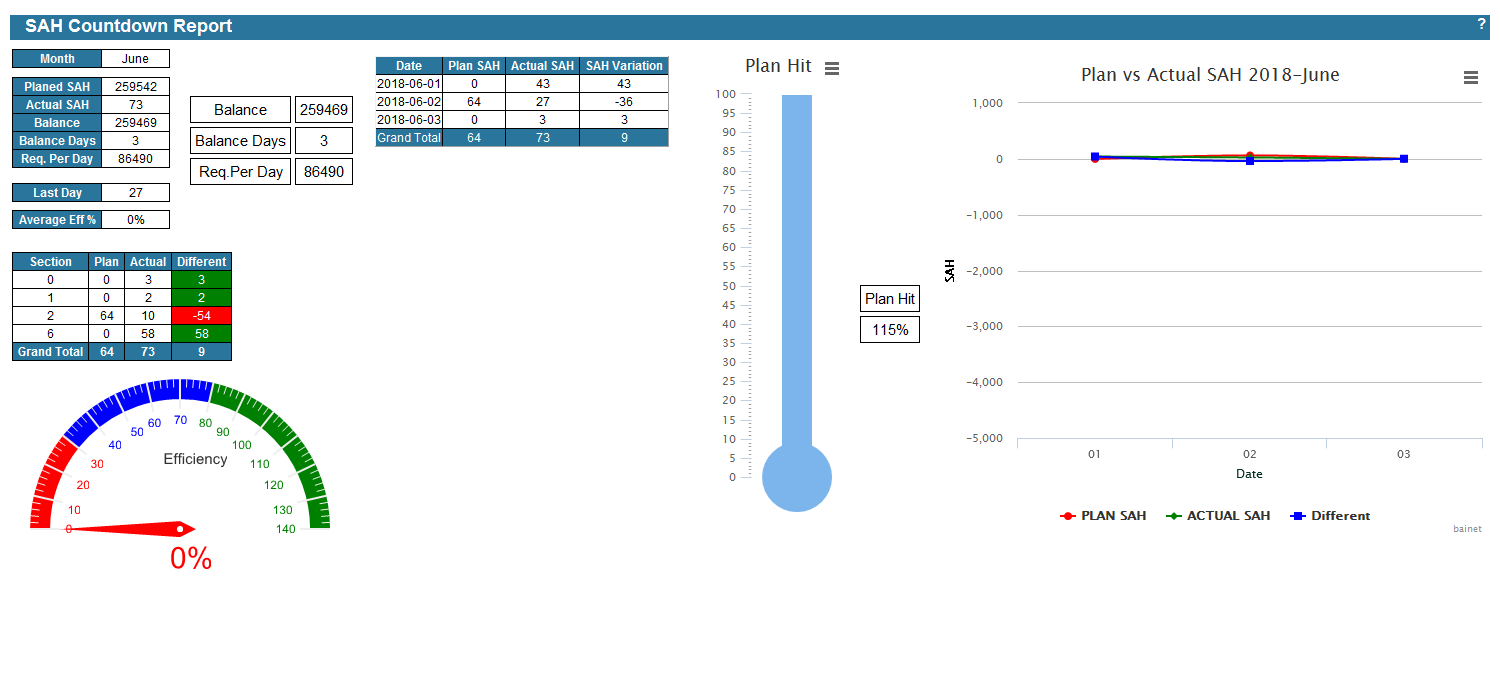 SAH Countdown Report ?
Month June
Planed SAH 259542
Actual SAH 73
Balance 259469
Balance Days 3
Req. Per Day 86490
Last Day 27
Average Eff % 0%
Balance 259469
Balance Days 3
Req.Per Day 86490
Date Plan SAH Actual SAH SAH Variation
2018-06-01 0 43 43
2018-06-02 64 27 -36
2018-06-03 0 3 3
Grand Total 64 73 9
Section Plan Actual Different
0 0 3 3
1 0 2 2
2 64 10 -54
6 0 58 58
Grand Total 64 73 9
0
10
20
30
40
50
60
70
80
90
100
110
120
130
140
Efficiency
0%
Plan Hit
100
95
90
85
80
75
70
65
60
55
50
45
40
35
30
25
20
15
10
5
0
Plan Hit
115%
Plan vs Actual SAH 2018-June
SAH
1,000
0
-1,000
-2,000
-3,000
-4,000
-5,000
01 02 03
Date
PLAN SAH ACTUAL SAH Different
bainet